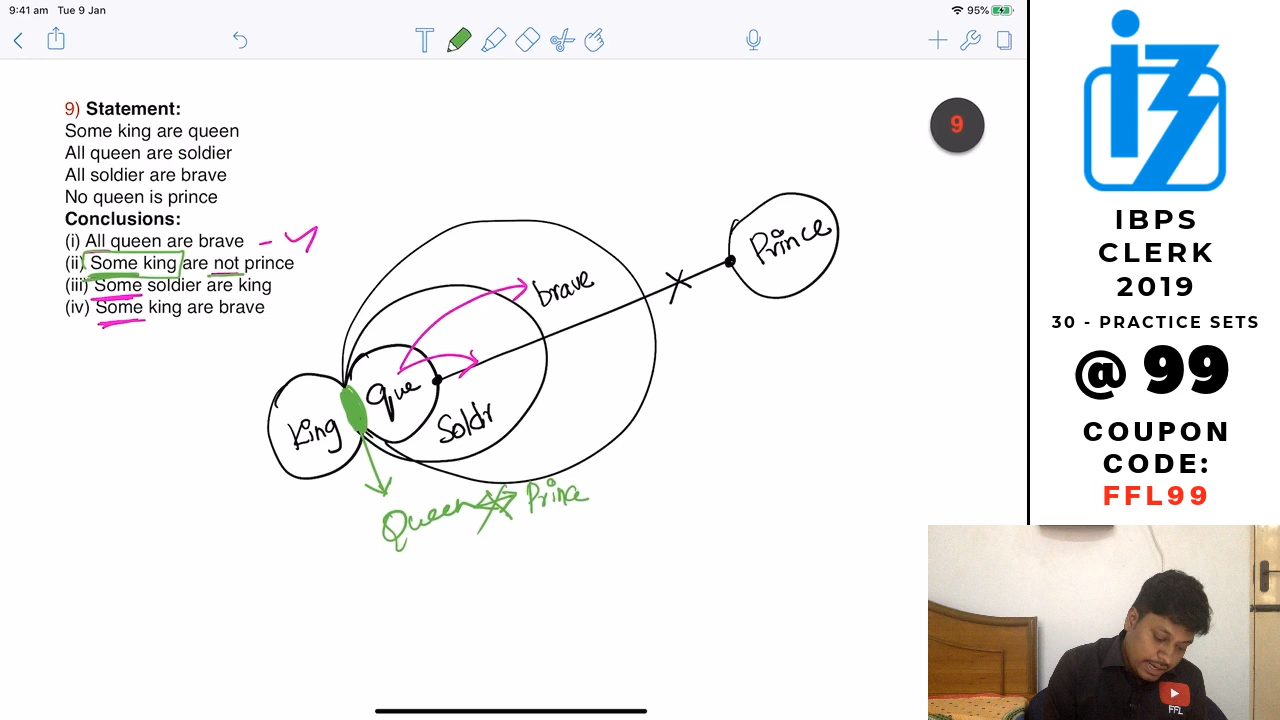 9:41 am Tue 9 Jan
95%
T
9) Statement:
Some king are queen
All queen are soldier
All soldier are brave
No queen is prince
Conclusions:
(i) All queen are brave
(ii) Some king are not prince
(iii) Some soldier are king
(iv) Some king are brave
9
Prince
brave
Que
King
Soldr
Queen Prince
IBPS
CLERK
2019
30 - PRACTICE SETS
@ 99
COUPON
CODE:
FFL99
FFL